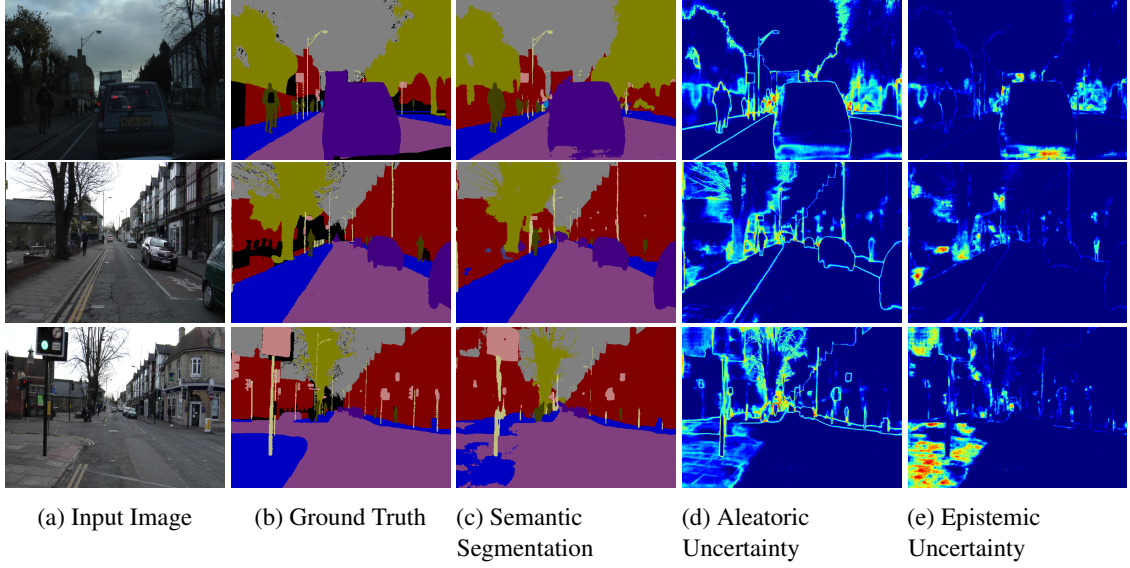 (a) Input Image
(b) Ground Truth
(c) Semantic
Segmentation
(d) Aleatoric
Uncertainty
(e) Epistemic
Uncertainty